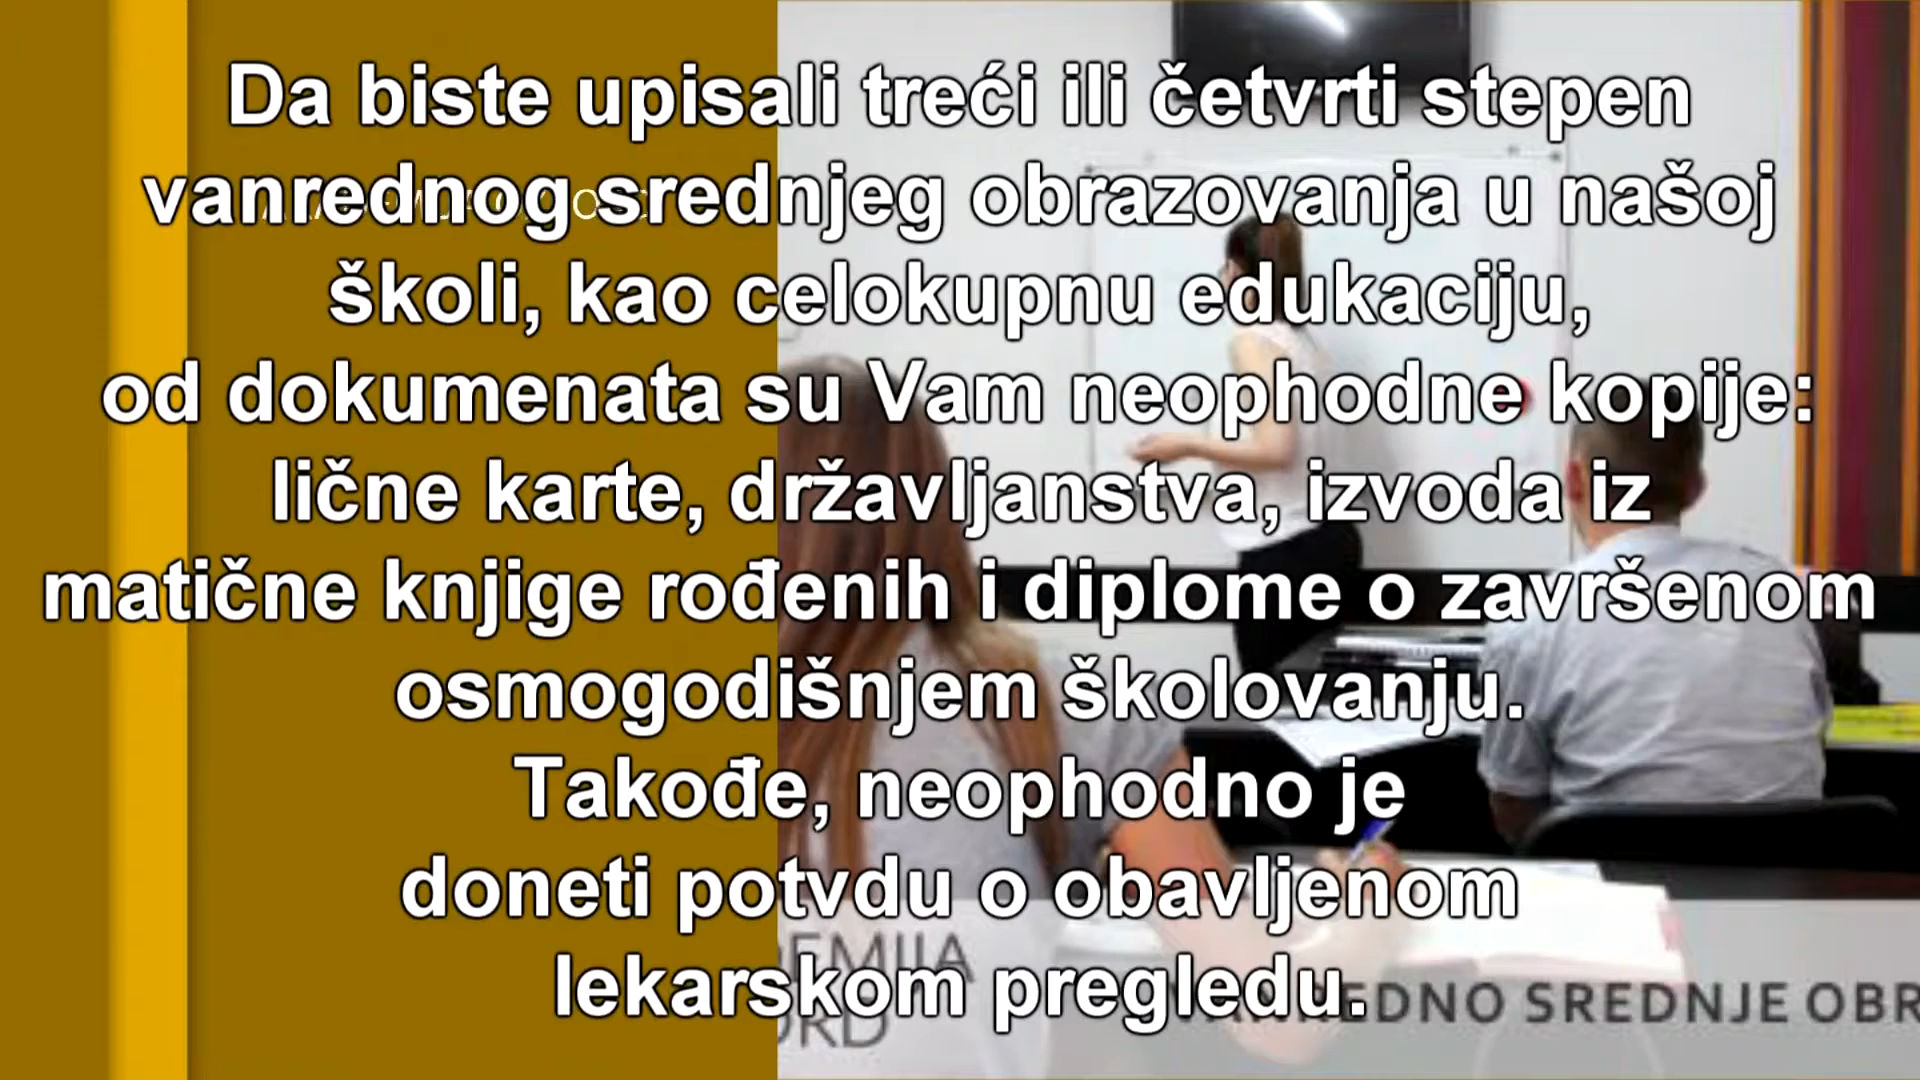 Da biste upisali treći ili četvrti stepen
vanrednog srednjeg obrazovanja u našoj
školi, kao celokupnu edukaciju,
od dokumenata su Vam neophodne kopije:
lične karte, državljanstva, izvoda iz
matične knjige rođenih i diplome o završenom
osmogodišnjem školovanju.
Takođe, neophodno je
doneti potvdu o obavljenom
lekarskom pregledu.
SREDNJE OBR